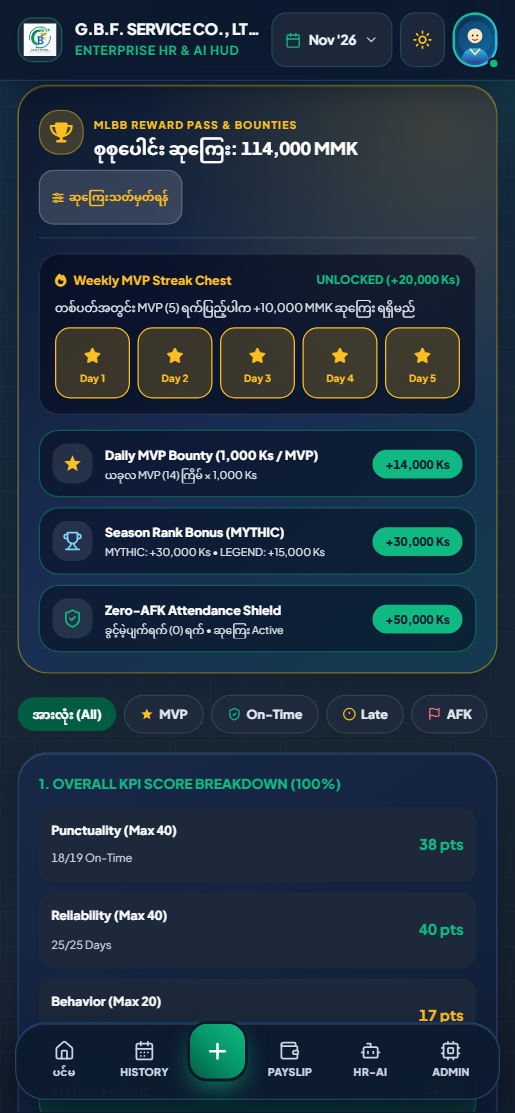 G.B.F. SERVICE CO., LT...
ENTERPRISE HR & AI HUD
Nov '26
MLBB REWARD PASS & BOUNTIES
စုစုပေါင်း ဆုကြေး: 114,000 MMK
ဆုကြေးသတ်မှတ်ရန်
Weekly MVP Streak Chest
UNLOCKED (+20,000 Ks)
တစ်ပတ်အတွင်း MVP (5) ရက်ပြည့်ပါက +10,000 MMK ဆုကြေး ရရှိမည်
Day 1
Day 2
Day 3
Day 4
Day 5
Daily MVP Bounty (1,000 Ks / MVP)
ယခုလ MVP (14) ကြိမ် × 1,000 Ks
+14,000 Ks
Season Rank Bonus (MYTHIC)
MYTHIC: +30,000 Ks • LEGEND: +15,000 Ks
+30,000 Ks
Zero-AFK Attendance Shield
ခွင့်မဲ့ပျက်ရက် (0) ရက် • ဆုကြေး Active
+50,000 Ks
အားလုံး (All)
MVP
On-Time
Late
AFK
1. OVERALL KPI SCORE BREAKDOWN (100%)
Punctuality (Max 40)
18/19 On-Time
38 pts
Reliability (Max 40)
25/25 Days
40 pts
Behavior (Max 20)
17 pts
ပင်မ
HISTORY
PAYSLIP
HR-AI
ADMIN